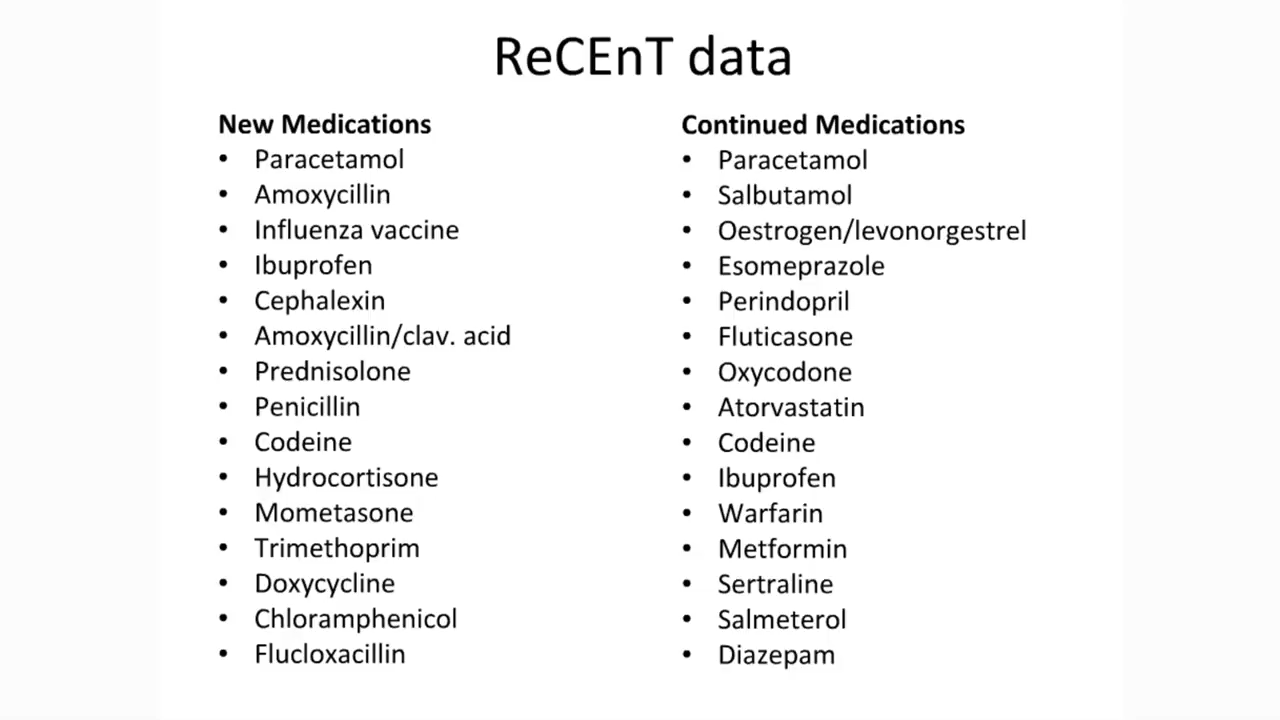 ReCEnT data
New Medications
• Paracetamol
• Amoxycillin
• Influenza vaccine
• Ibuprofen
• Cephalexin
• Amoxycillin/clav. acid
• Prednisolone
• Penicillin
• Codeine
• Hydrocortisone
• Mometasone
• Trimethoprim
• Doxycycline
• Chloramphenicol
• Flucloxacillin
Continued Medications
• Paracetamol
• Salbutamol
• Oestrogen/levonorgestrel
• Esomeprazole
• Perindopril
• Fluticasone
• Oxycodone
• Atorvastatin
• Codeine
• Ibuprofen
• Warfarin
• Metformin
• Sertraline
• Salmeterol
• Diazepam